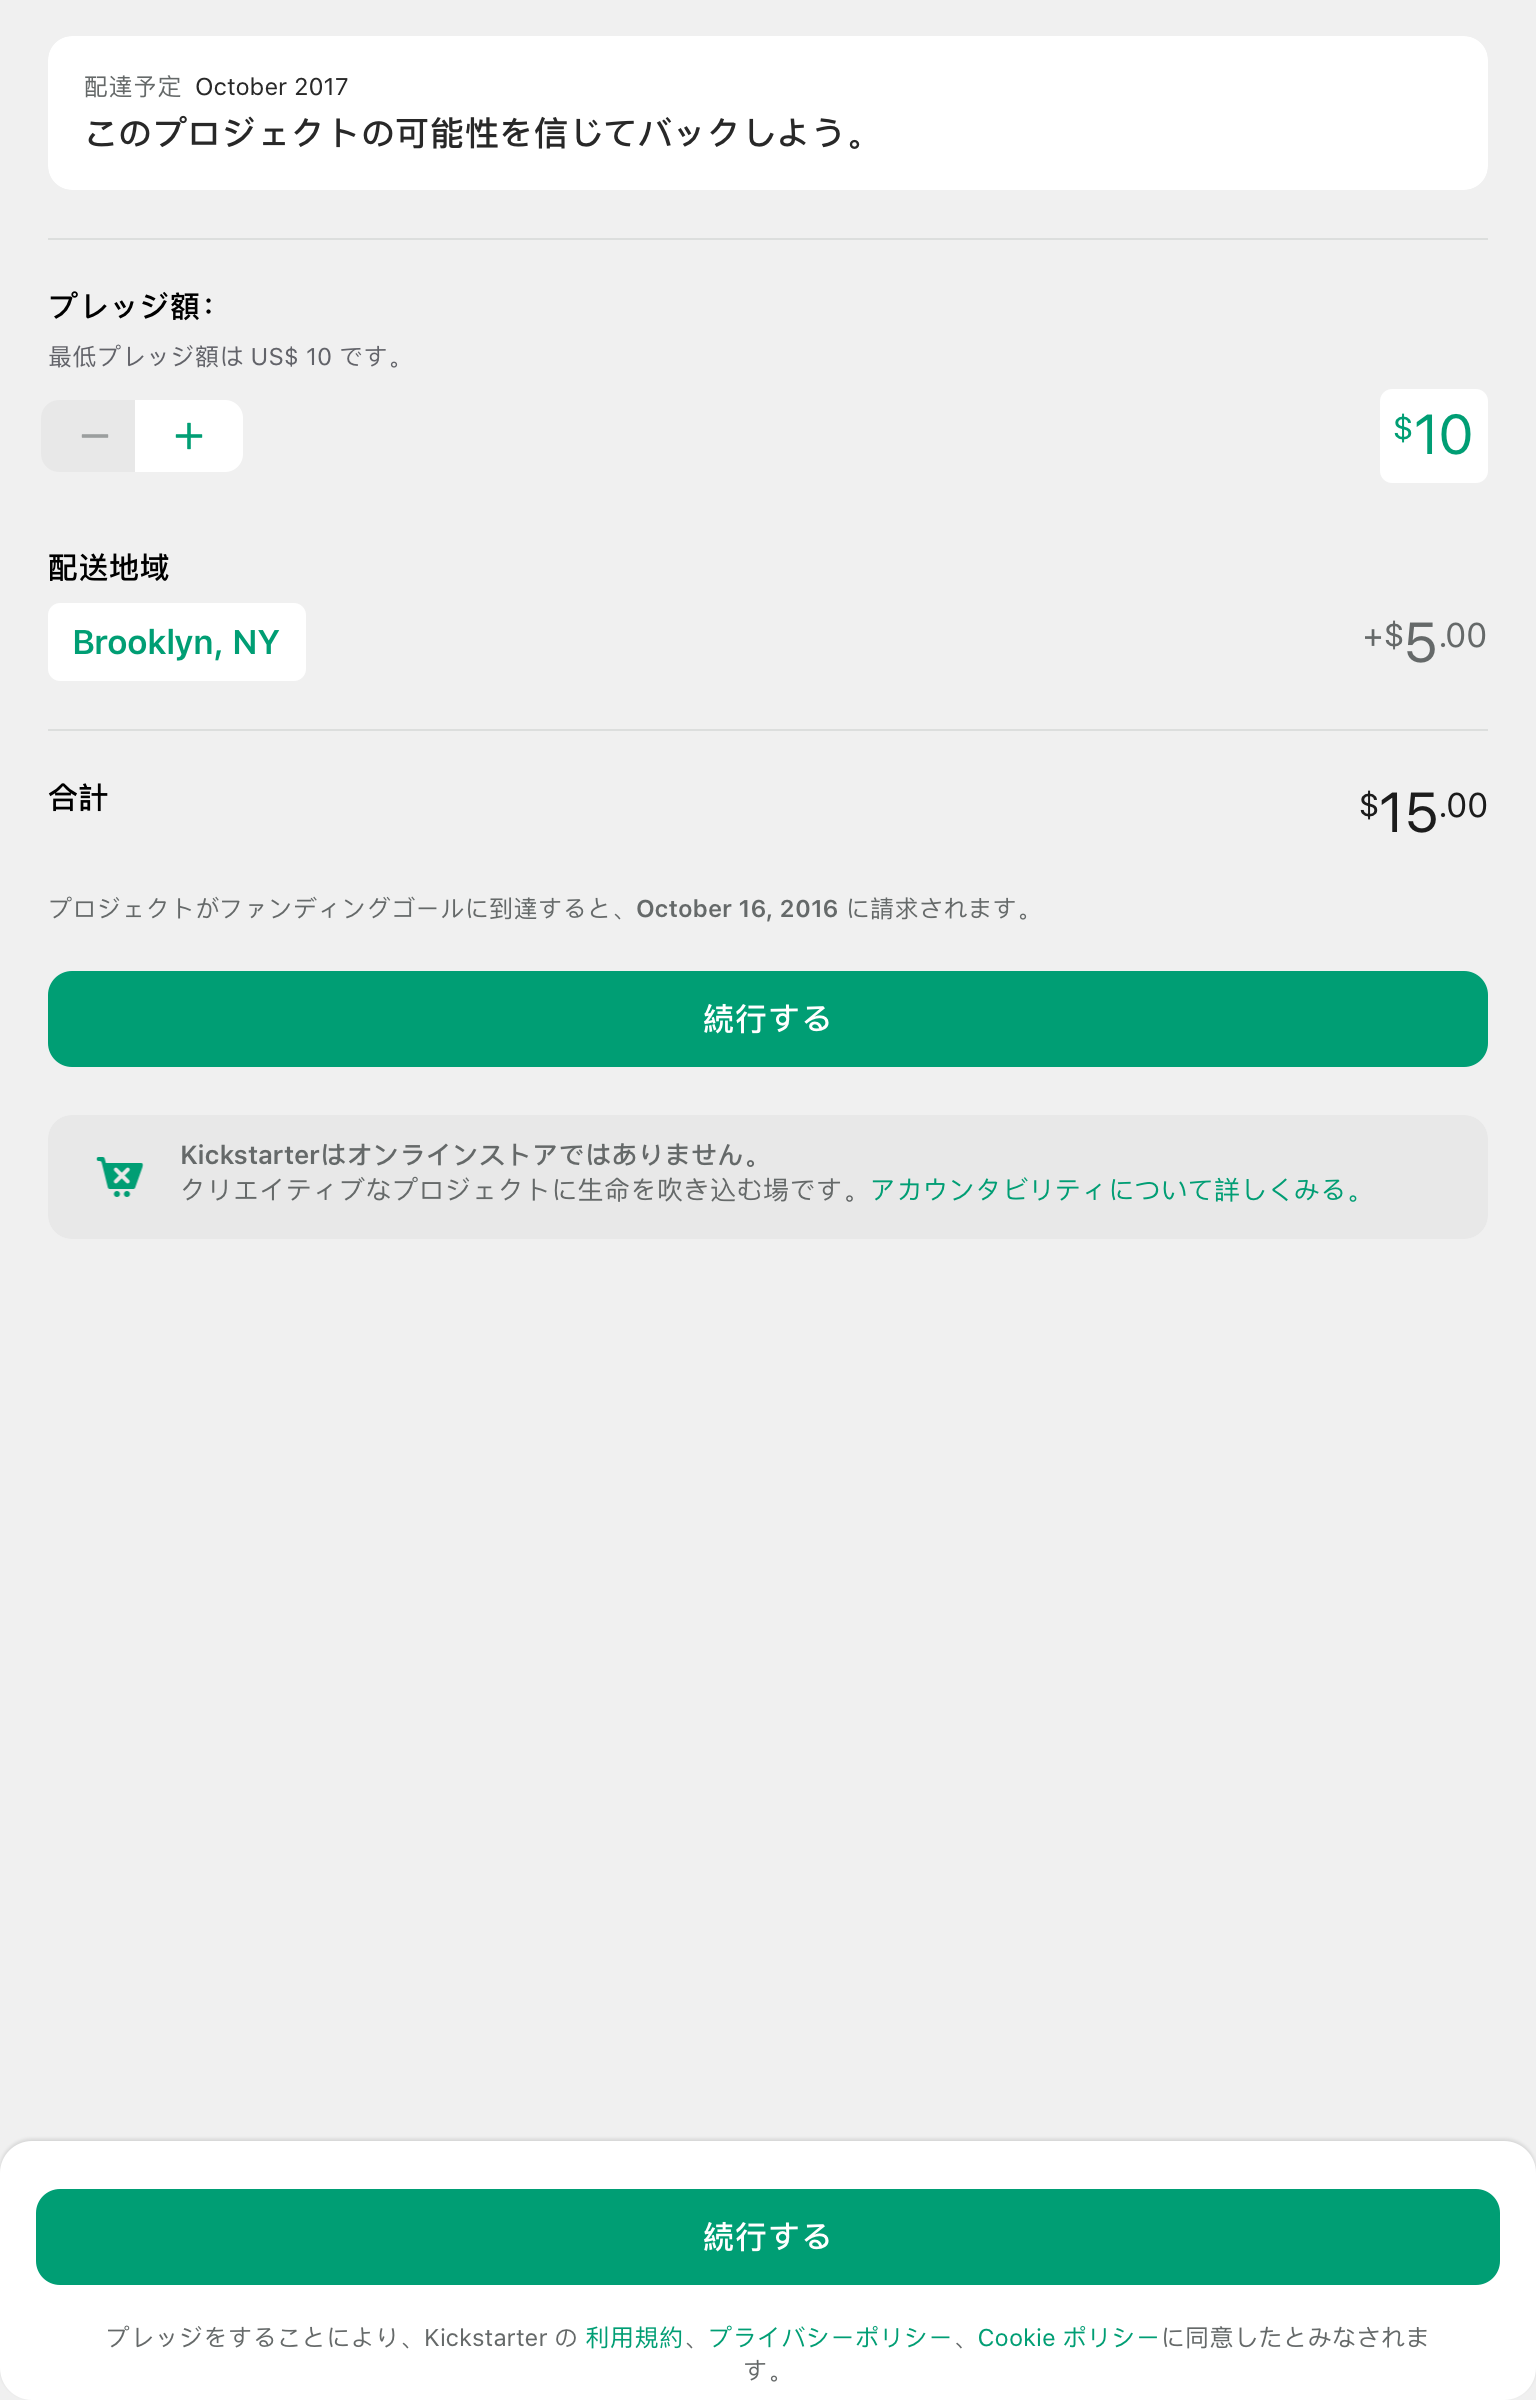 配達予定 October 2017
このプロジェクトの可能性を信じてバックしよう。
プレッジ額:
最低プレッジ額は US$ 10 です。
− +
$10
配送地域
Brooklyn, NY
+$5.00
合計
$15.00
プロジェクトがファンディングゴールに到達すると、October 16, 2016 に請求されます。
続行する
Kickstarterはオンラインストアではありません。
クリエイティブなプロジェクトに生命を吹き込む場です。アカウンタビリティについて詳しくみる。
続行する
プレッジをすることにより、Kickstarter の 利用規約、プライバシーポリシー、Cookie ポリシーに同意したとみなされま
す。